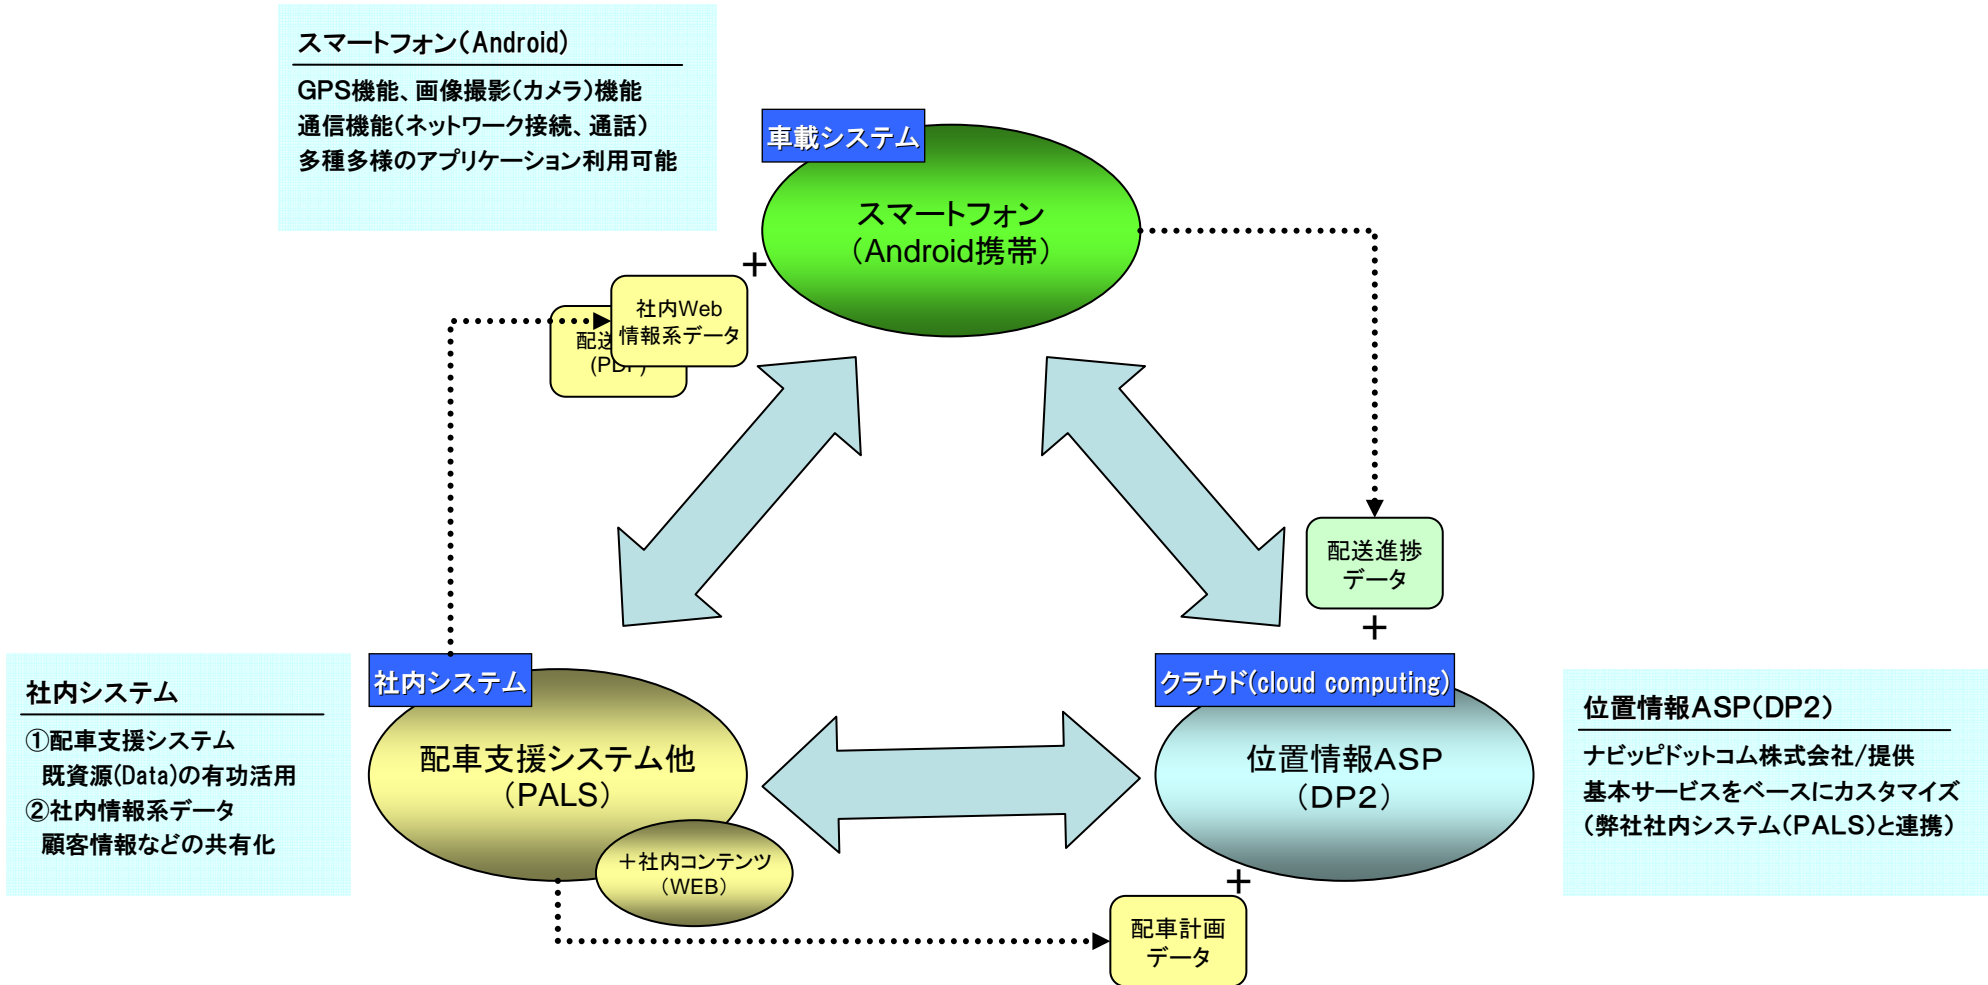 スマートフォン(Android)
GPS機能、画像撮影(カメラ)機能
通信機能(ネットワーク接続、通話)
多種多様のアプリケーション利用可能
車載システム
スマートフォン
(Android携帯)
+
社内Web
情報系データ
配送
(PDF)
配送進捗
データ
+
社内システム
①配車支援システム
既資源(Data)の有功活用
②社内情報系データ
顧客情報などの共有化
社内システム
配車支援システム他
(PALS)
+社内コンテンツ
(WEB)
クラウド(cloud computing)
位置情報ASP
(DP2)
+
配車計画
データ
位置情報ASP(DP2)
ナビッピドットコム株式会社/提供
基本サービスをベースにカスタマイズ
(弊社社内システム(PALS)と連携)